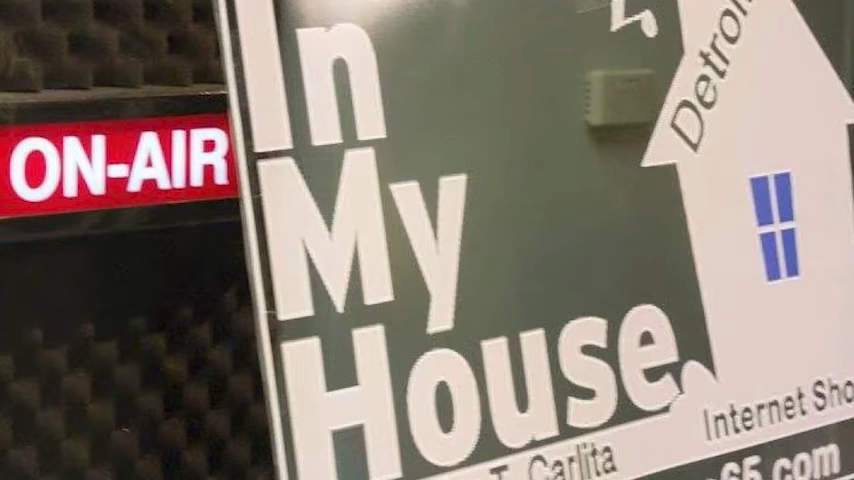 ON-AIR
In
My
House
Detroit
Internet Sho
T. Carlita
65.com